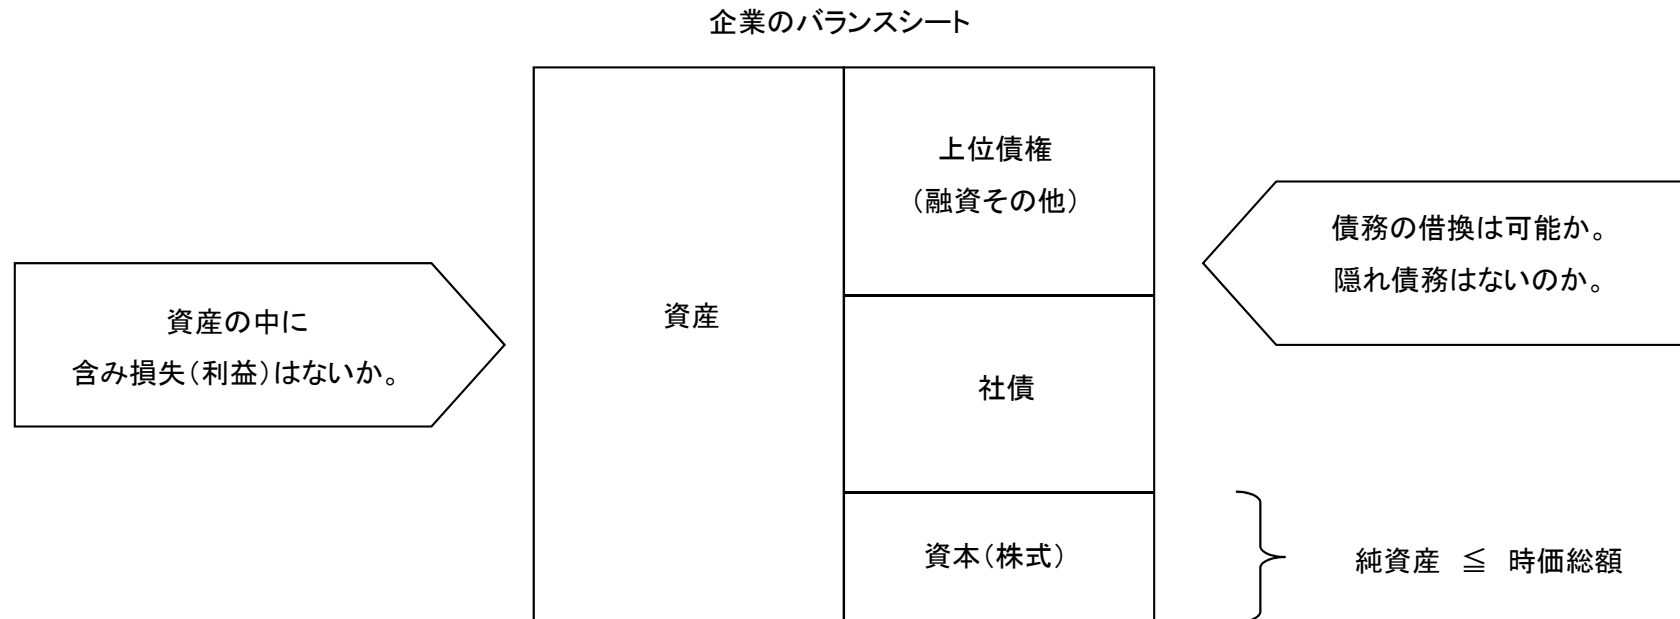 企業のバランスシート
上位債権
（融資その他）
債務の借換は可能か。
隠れ債務はないのか。
資産の中に
含み損失（利益）はないか。
資産
社債
資本（株式）
純資産 ≦ 時価総額